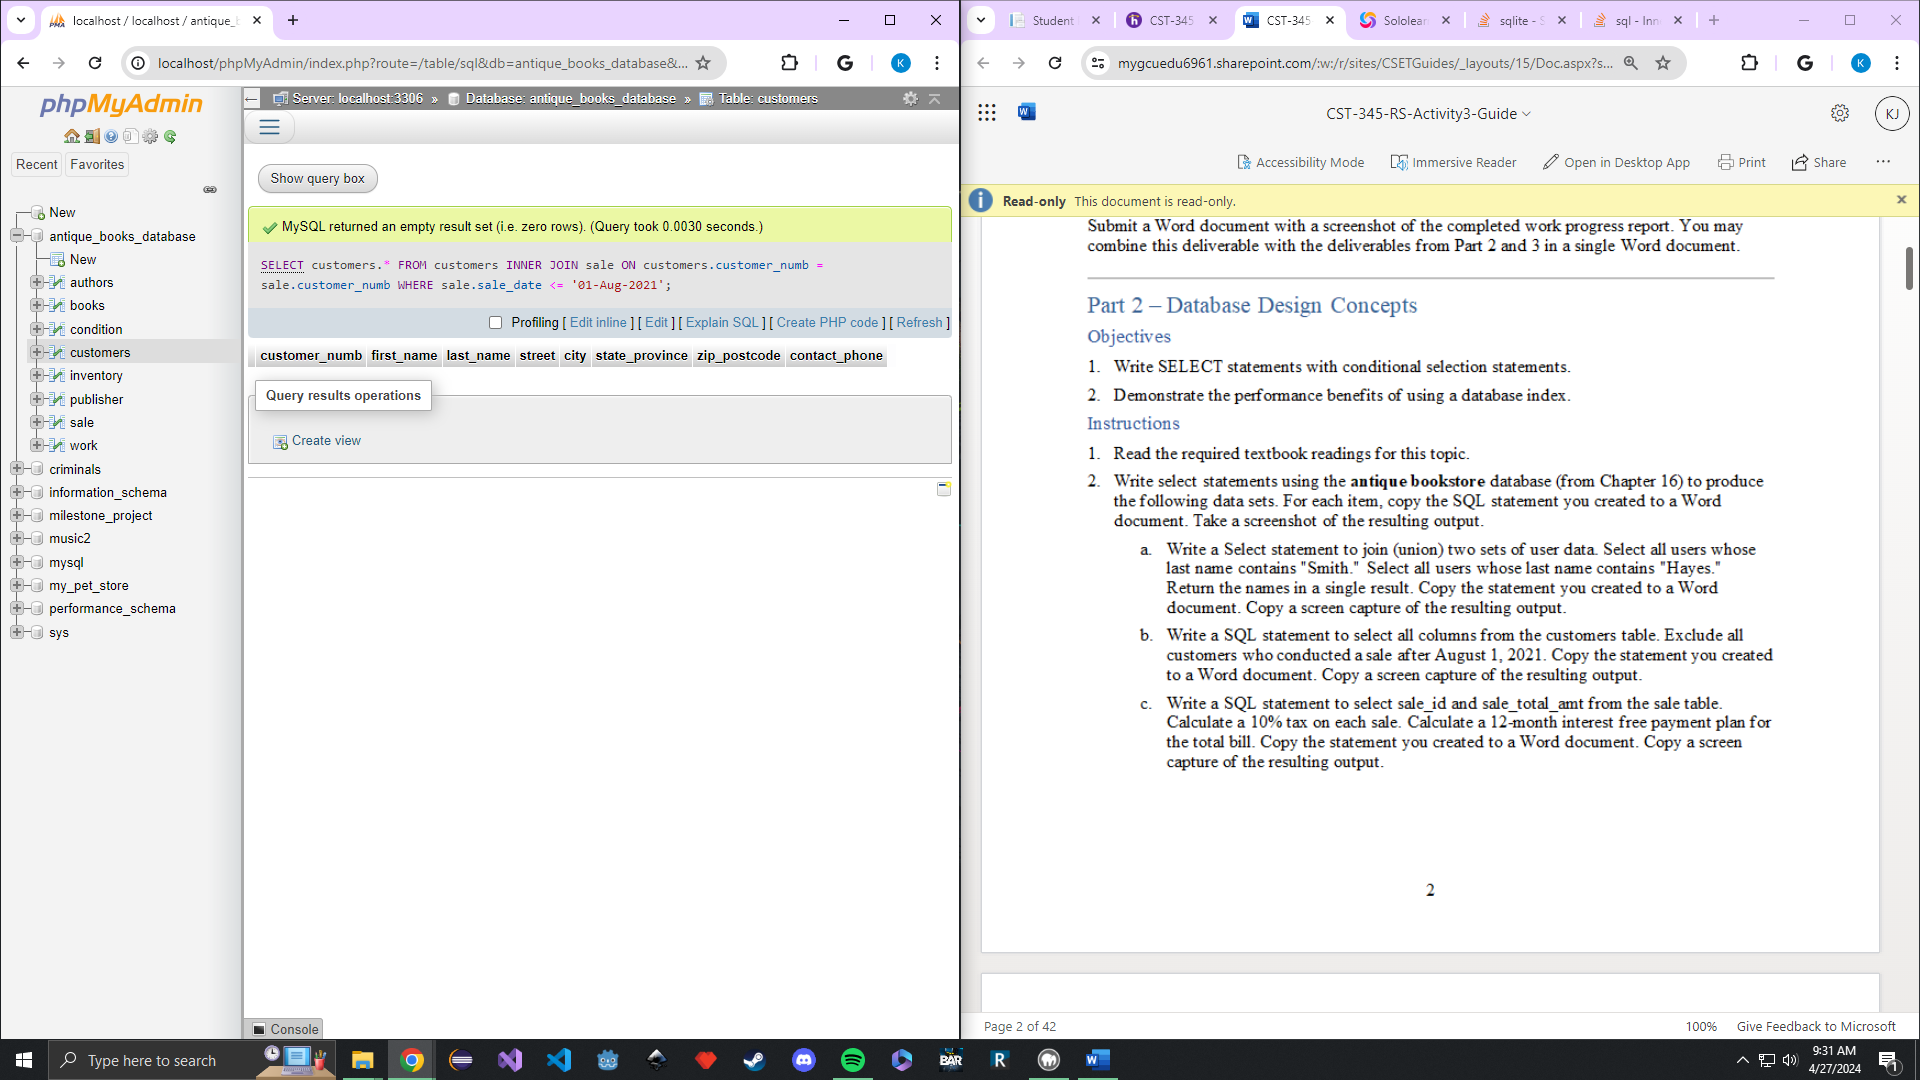 localhost / localhost / antique_b
localhost/phpMyAdmin/index.php?route=/table/sql&db=antique_books_database&...
K
phpMyAdmin
Recent
Favorites
New
antique_books_database
New
authors
books
condition
customers
inventory
publisher
sale
work
criminals
information_schema
milestone_project
music2
mysql
my_pet_store
performance_schema
sys
Server: localhost:3306 » Database: antique_books_database » Table: customers
Show query box
MySQL returned an empty result set (i.e. zero rows). (Query took 0.0030 seconds.)
SELECT customers.* FROM customers INNER JOIN sale ON customers.customer_numb =
sale.customer_numb WHERE sale.sale_date <= '01-Aug-2021';
Profiling [ Edit inline ] [ Edit ] [ Explain SQL ] [ Create PHP code ] [ Refresh ]
customer_numb first_name last_name street city state_province zip_postcode contact_phone
Query results operations
Create view
Console
Student
CST-345
CST-345
Sololearn
sqlite - S
sql - Inn
mygcuedu6961.sharepoint.com/:w:/r/sites/CSETGuides/_layouts/15/Doc.aspx?s...
K
CST-345-RS-Activity3-Guide
KJ
Accessibility Mode
Immersive Reader
Open in Desktop App
Print
Share
Read-only This document is read-only.
Submit a Word document with a screenshot of the completed work progress report. You may
combine this deliverable with the deliverables from Part 2 and 3 in a single Word document.
Part 2 – Database Design Concepts
Objectives
1. Write SELECT statements with conditional selection statements.
2. Demonstrate the performance benefits of using a database index.
Instructions
1. Read the required textbook readings for this topic.
2. Write select statements using the antique bookstore database (from Chapter 16) to produce
the following data sets. For each item, copy the SQL statement you created to a Word
document. Take a screenshot of the resulting output.
a. Write a Select statement to join (union) two sets of user data. Select all users whose
last name contains "Smith." Select all users whose last name contains "Hayes."
Return the names in a single result. Copy the statement you created to a Word
document. Copy a screen capture of the resulting output.
b. Write a SQL statement to select all columns from the customers table. Exclude all
customers who conducted a sale after August 1, 2021. Copy the statement you created
to a Word document. Copy a screen capture of the resulting output.
c. Write a SQL statement to select sale_id and sale_total_amt from the sale table.
Calculate a 10% tax on each sale. Calculate a 12-month interest free payment plan for
the total bill. Copy the statement you created to a Word document. Copy a screen
capture of the resulting output.
2
Page 2 of 42
100%
Give Feedback to Microsoft
Type here to search
BAR
R
9:31 AM
4/27/2024
1